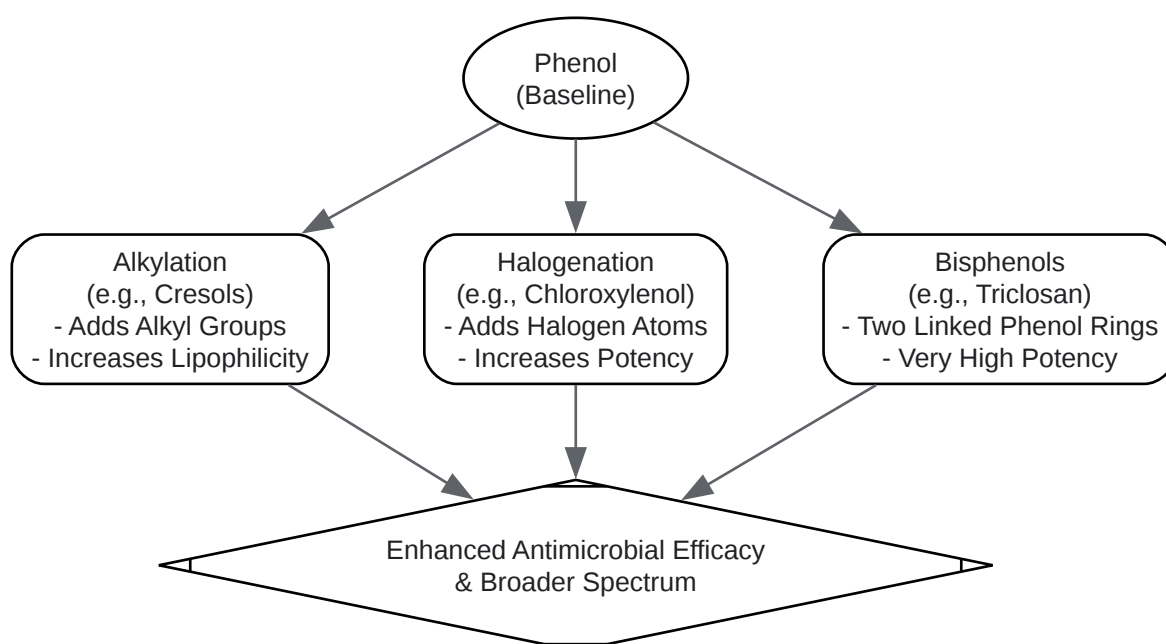 Phenol
(Baseline)
Alkylation
(e.g., Cresols)
- Adds Alkyl Groups
- Increases Lipophilicity
Halogenation
(e.g., Chloroxylenol)
- Adds Halogen Atoms
- Increases Potency
Bisphenols
(e.g., Triclosan)
- Two Linked Phenol Rings
- Very High Potency
Enhanced Antimicrobial Efficacy
& Broader Spectrum